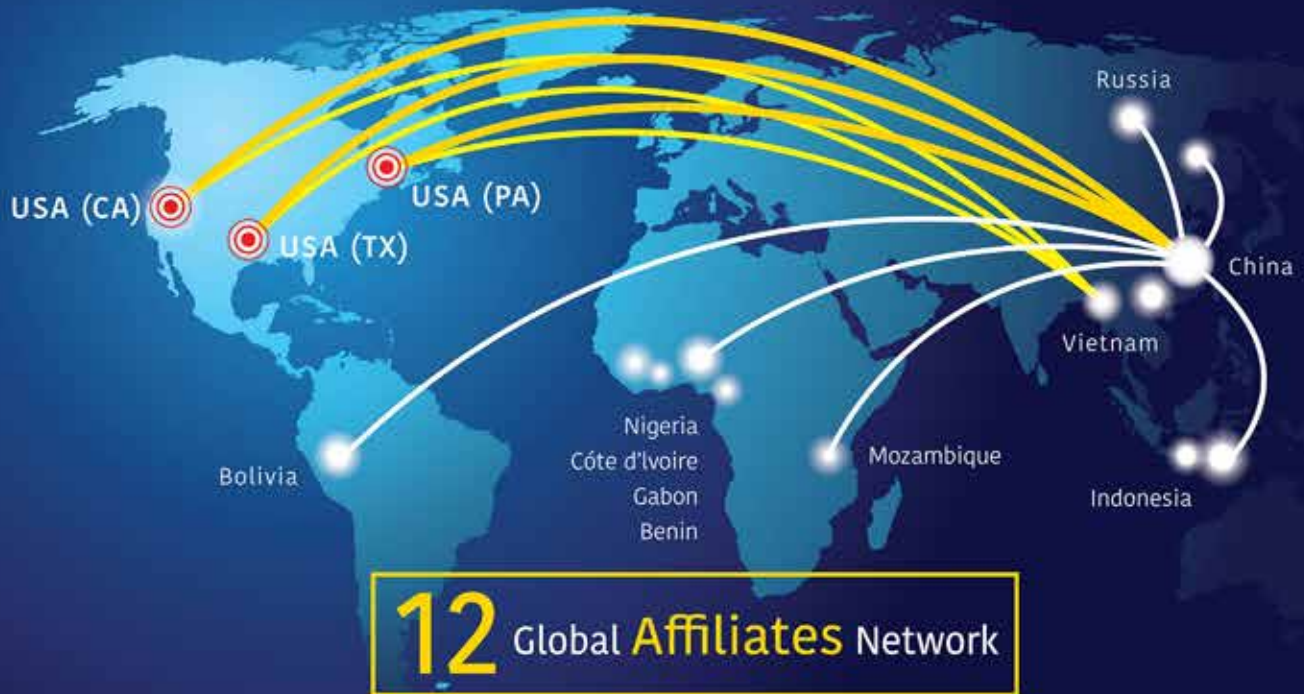 Russia
USA (CA)
USA (PA)
USA (TX)
China
Vietnam
Bolivia
Nigeria
Côte d'Ivoire
Gabon
Benin
Mozambique
Indonesia
12 Global Affiliates Network